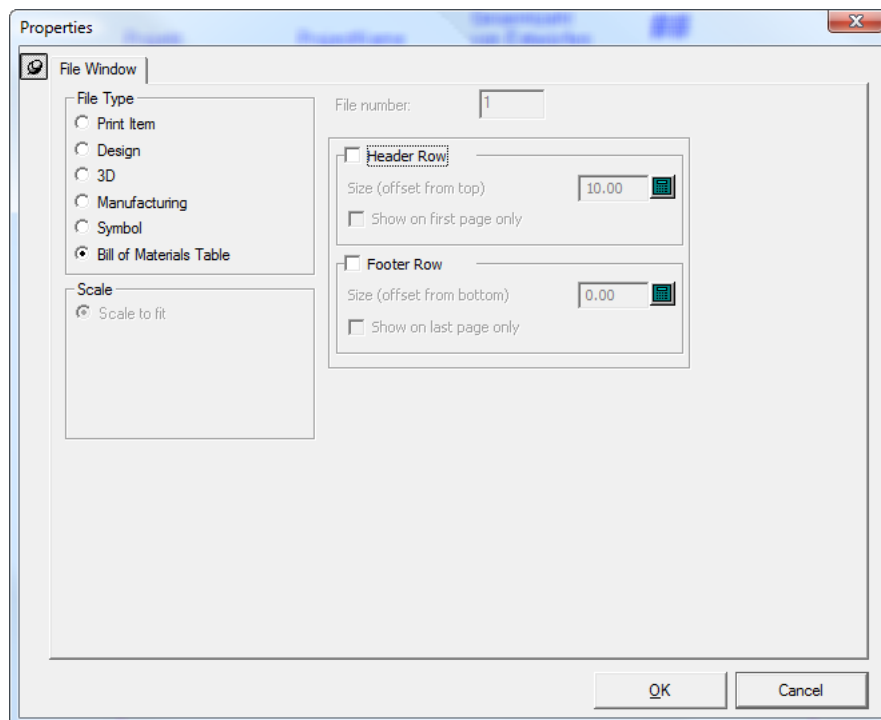 Properties
File Window
File Type
Print Item
Design
3D
Manufacturing
Symbol
Bill of Materials Table
Scale
Scale to fit
File number: 1
Header Row
Size (offset from top) 10.00
Show on first page only
Footer Row
Size (offset from bottom) 0.00
Show on last page only
OK Cancel